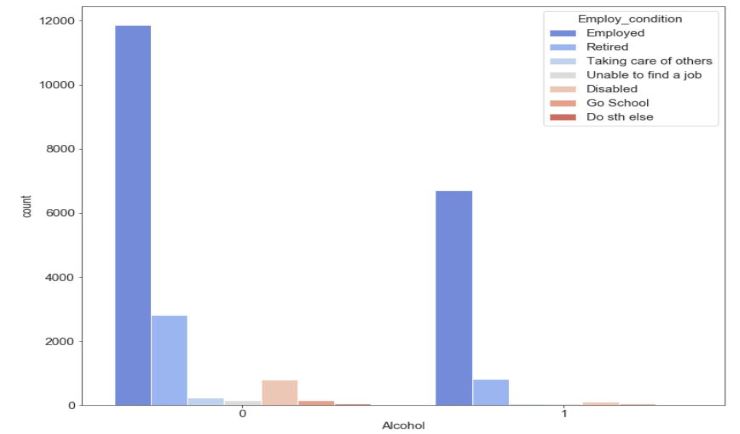 12000
10000
8000
6000
4000
2000
0
count
Employ_condition
Employed
Retired
Taking care of others
Unable to find a job
Disabled
Go School
Do sth else
0
1
Alcohol